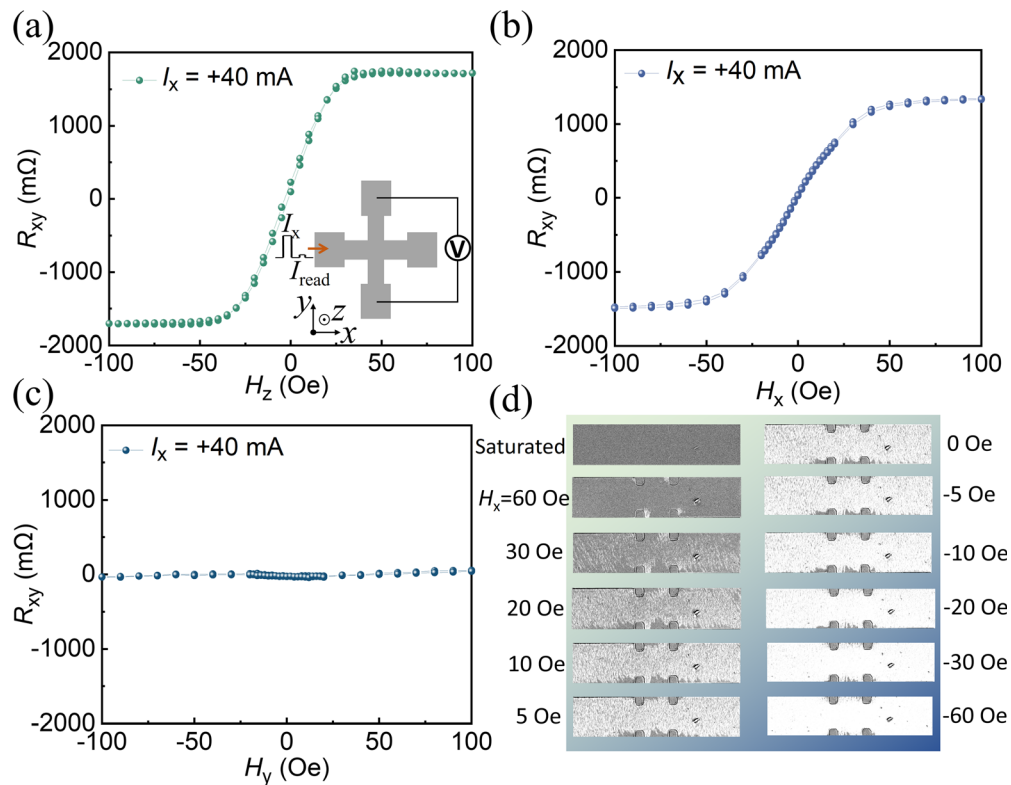 (a)
2000
1000
0
-1000
-2000
Rxy (mΩ)
Ix = +40 mA
Ix
Iread
V
y
z
x
-100
-50
0
50
100
Hz (Oe)
(b)
2000
1000
0
-1000
-2000
Rxy (mΩ)
Ix = +40 mA
-100
-50
0
50
100
Hx (Oe)
(c)
2000
1000
0
-1000
-2000
Rxy (mΩ)
Ix = +40 mA
-100
-50
0
50
100
Hy (Oe)
(d)
Saturated
Hx=60 Oe
30 Oe
20 Oe
10 Oe
5 Oe
0 Oe
-5 Oe
-10 Oe
-20 Oe
-30 Oe
-60 Oe